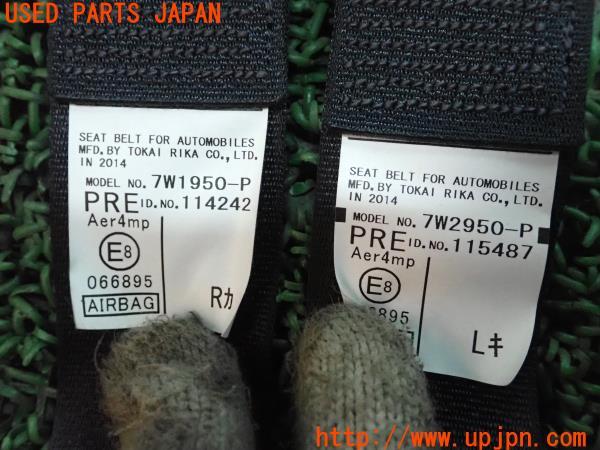 USED PARTS JAPAN
SEAT BELT FOR AUTOMOBILES
MFD. BY TOKAI RIKA CO., LTD.
IN 2014
MODEL NO. 7W1950-P
PRE ID.NO. 114242
Aer4mp
E8
066895
AIRBAG
Rカ
SEAT BELT FOR AUTOMOBILES
MFD. BY TOKAI RIKA CO., LTD.
IN 2014
MODEL NO. 7W2950-P
PRE ID.NO. 115487
Aer4mp
E8
6895
Lキ
http://www.upjpn.com/